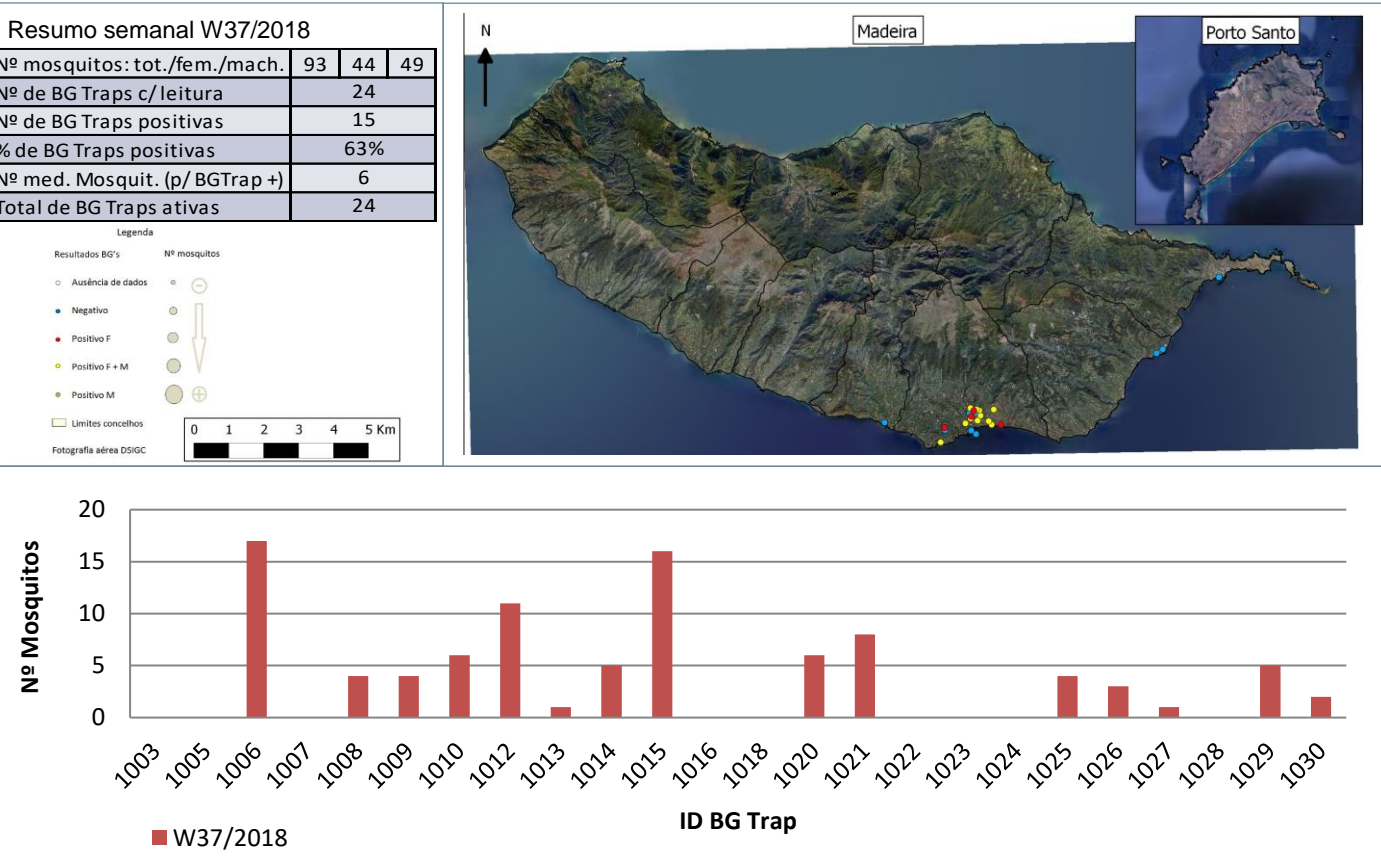 Resumo semanal W37/2018
Nº mosquitos: tot./fem./mach. 93 44 49
Nº de BG Traps c/ leitura 24
Nº de BG Traps positivas 15
% de BG Traps positivas 63%
Nº med. Mosquit. (p/ BGTrap +) 6
Total de BG Traps ativas 24
Legenda
Resultados BG's Nº mosquitos
Ausência de dados
Negativo
Positivo F
Positivo F + M
Positivo M
Limites concelhos
Fotografia aérea DSIGC
0 1 2 3 4 5 Km
N
Madeira
Porto Santo
Nº Mosquitos
20
15
10
5
0
1003 1005 1006 1007 1008 1009 1010 1012 1013 1014 1015 1016 1018 1020 1021 1022 1023 1024 1025 1026 1027 1028 1029 1030
ID BG Trap
W37/2018